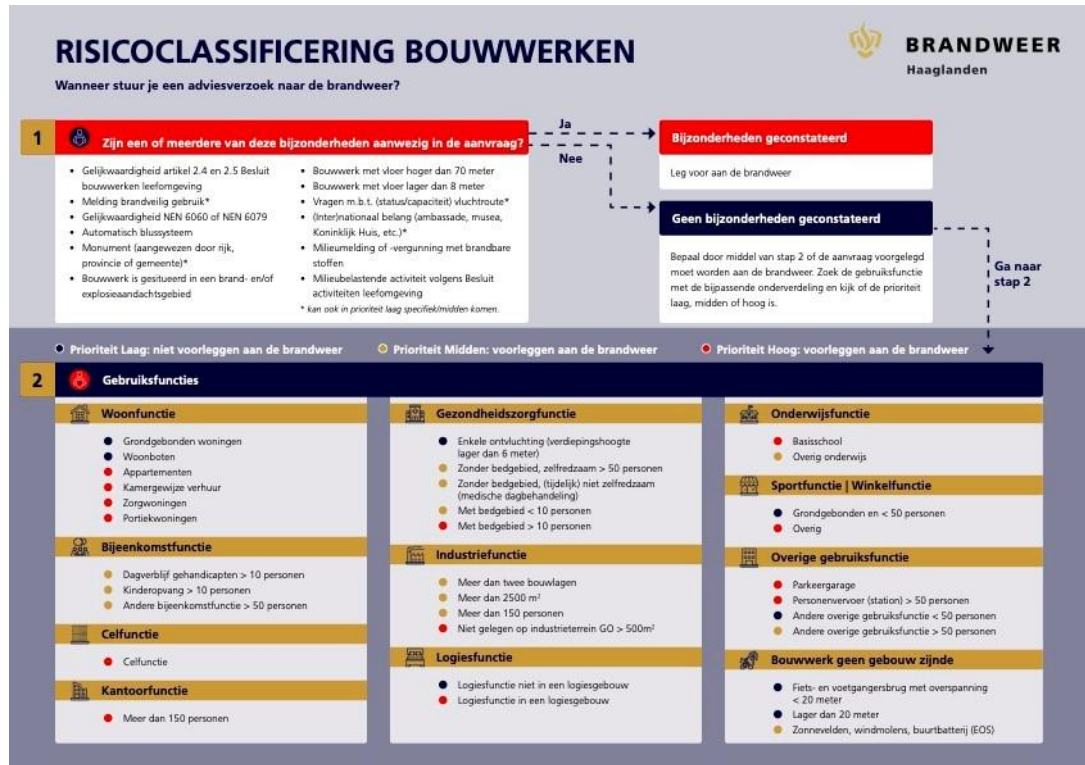 RISICOCLASSIFICERING BOUWWERKEN
Wanneer stuur je een adviesverzoek naar de brandweer?
BRANDWEER
Haaglanden
1
Zijn een of meerdere van deze bijzonderheden aanwezig in de aanvraag?
• Gelijkwaardigheid artikel 2.4 en 2.5 Besluit
bouwwerken leefomgeving
• Melding brandveilig gebruik*
• Gelijkwaardigheid NEN 6060 of NEN 6079
• Automatisch blussysteem
• Monument (aangewezen door rijk,
provincie of gemeente)*
• Bouwwerk is gesitueerd in een brand- en/of
explosieaandachtsgebied
• Bouwwerk met vloer hoger dan 70 meter
• Bouwwerk met vloer lager dan 8 meter
• Vragen m.b.t. (status/capaciteit) vluchtroute*
• (Inter)nationaal belang (ambassade, musea,
Koninklijk Huis, etc.)*
• Milieumelding of -vergunning met brandbare
stoffen
• Milieubelastende activiteit volgens Besluit
activiteiten leefomgeving
* kan ook in prioriteit laag specifiek/midden komen.
Ja
Nee
Bijzonderheden geconstateerd
Leg voor aan de brandweer
Geen bijzonderheden geconstateerd
Bepaal door middel van stap 2 of de aanvraag voorgelegd
moet worden aan de brandweer. Zoek de gebruiksfunctie
met de bijpassende onderverdeling en kijk of de prioriteit
laag, midden of hoog is.
Ga naar
stap 2
Prioriteit Laag: niet voorleggen aan de brandweer
Prioriteit Midden: voorleggen aan de brandweer
Prioriteit Hoog: voorleggen aan de brandweer
2
Gebruiksfuncties
Woonfunctie
Grondgebonden woningen
Woonboten
Appartementen
Kamergewijze verhuur
Zorgwoningen
Portiekwoningen
Bijeenkomstfunctie
Dagverblijf gehandicapten > 10 personen
Kinderopvang > 10 personen
Andere bijeenkomstfunctie > 50 personen
Celfunctie
Celfunctie
Kantoorfunctie
Meer dan 150 personen
Gezondheidszorgfunctie
Enkele ontvluchting (verdiepingshoogte
lager dan 6 meter)
Zonder bedgebied, zelfredzaam > 50 personen
Zonder bedgebied, (tijdelijk) niet zelfredzaam
(medische dagbehandeling)
Met bedgebied < 10 personen
Met bedgebied > 10 personen
Industriefunctie
Meer dan twee bouwlagen
Meer dan 2500 m²
Meer dan 150 personen
Niet gelegen op industrieterrein GO > 500m²
Logiesfunctie
Logiesfunctie niet in een logiesgebouw
Logiesfunctie in een logiesgebouw
Onderwijsfunctie
Basisschool
Overig onderwijs
Sportfunctie | Winkelfunctie
Grondgebonden en < 50 personen
Overig
Overige gebruiksfunctie
Parkeergarage
Personenvervoer (station) > 50 personen
Andere overige gebruiksfunctie < 50 personen
Andere overige gebruiksfunctie > 50 personen
Bouwwerk geen gebouw zijnde
Fiets- en voetgangersbrug met overspanning
< 20 meter
Lager dan 20 meter
Zonnevelden, windmolens, buurtbatterij (EOS)